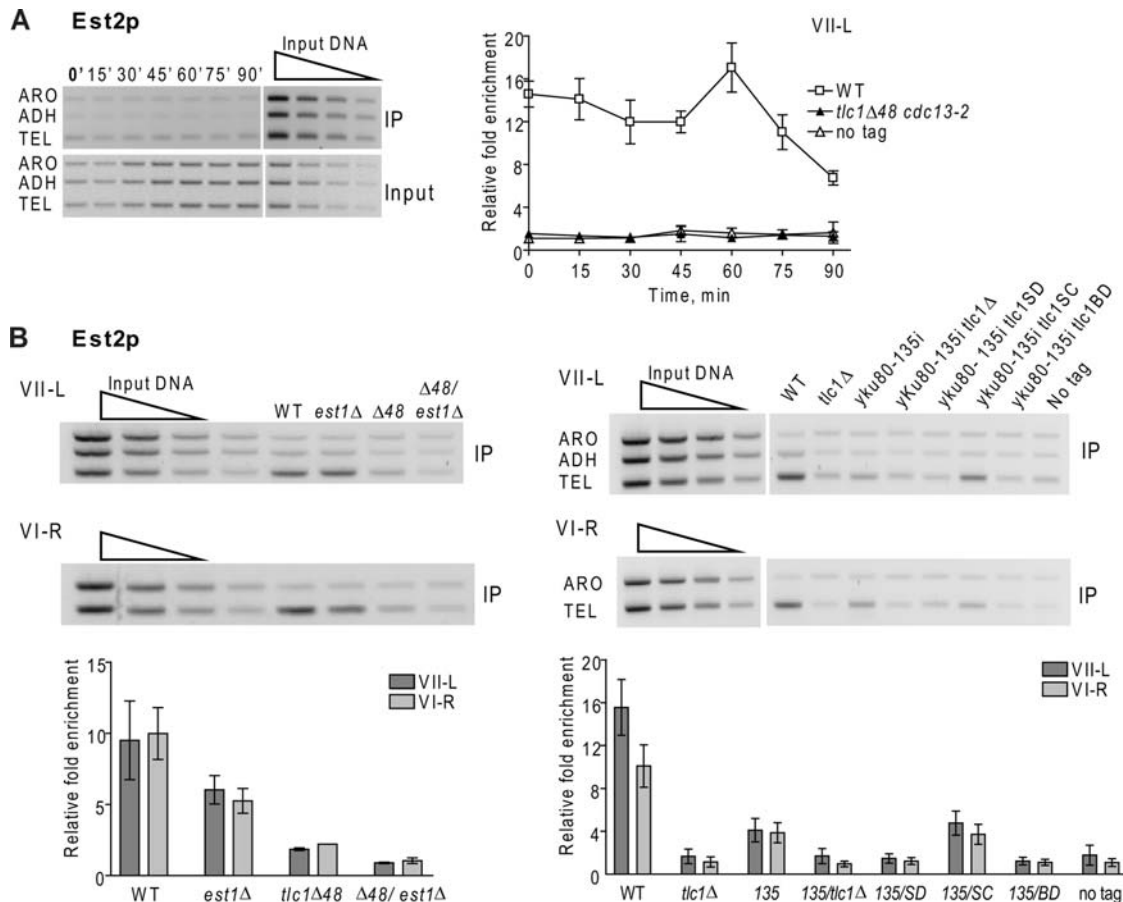 A Est2p
Input DNA
0' 15' 30' 45' 60' 75' 90'
ARO
ADH
TEL
IP
ARO
ADH
TEL
Input
VII-L
Relative fold enrichment
20
16
12
8
4
0
0 15 30 45 60 75 90
Time, min
WT
tlc1Δ48 cdc13-2
no tag
B Est2p
VII-L
Input DNA
WT est1Δ Δ48 Δ48/ est1Δ
IP
VI-R
IP
VII-L
Input DNA
WT
tlc1Δ
yku80-135i
yKu80-135i tlc1Δ
yku80- 135i tlc1SD
yku80-135i tlc1SC
yku80-135i tlc1BD
No tag
ARO
ADH
TEL
IP
VI-R
ARO
TEL
IP
Relative fold enrichment
15
10
5
0
VII-L
VI-R
WT est1Δ tlc1Δ48 Δ48/ est1Δ
Relative fold enrichment
20
16
12
8
4
0
VII-L
VI-R
WT tlc1Δ 135 135/tlc1Δ 135/SD 135/SC 135/BD no tag